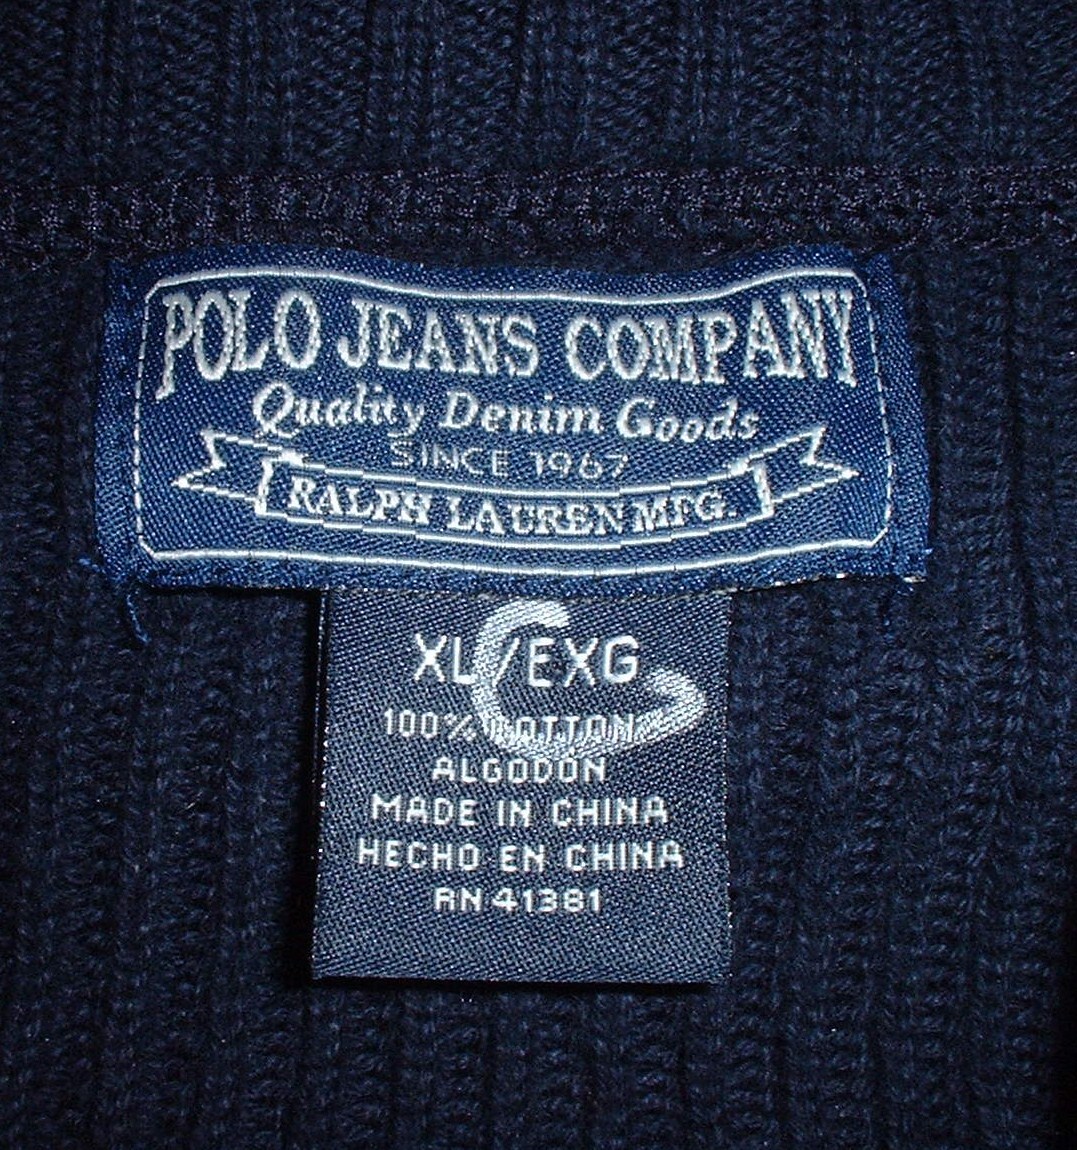 POLO JEANS COMPANY
Quality Denim Goods
SINCE 1967
RALPH LAUREN MFG.
XL/EXG
100% COTTON
ALGODÓN
MADE IN CHINA
HECHO EN CHINA
RN 41381